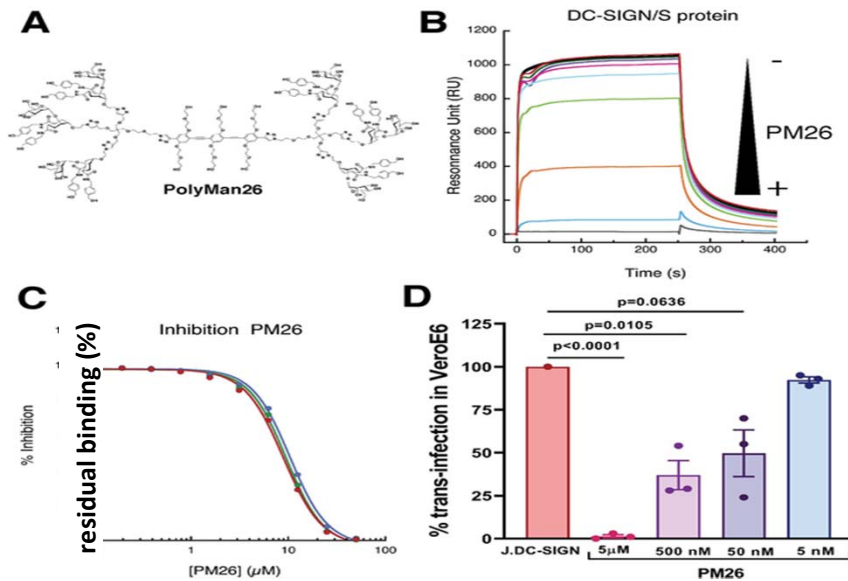 A
PolyMan26
B
DC-SIGN/S protein
Resonnance Unit (RU)
1200
1000
800
600
400
200
0
0
100
200
300
400
Time (s)
-
PM26
+
C
Inhibition PM26
1
1
% Inhibition
residual binding (%)
1
10
100
[PM26] (µM)
D
p=0.0636
p=0.0105
p<0.0001
% trans-infection in VeroE6
125
100
75
50
25
0
J.DC-SIGN
5µM
500 nM
50 nM
5 nM
PM26